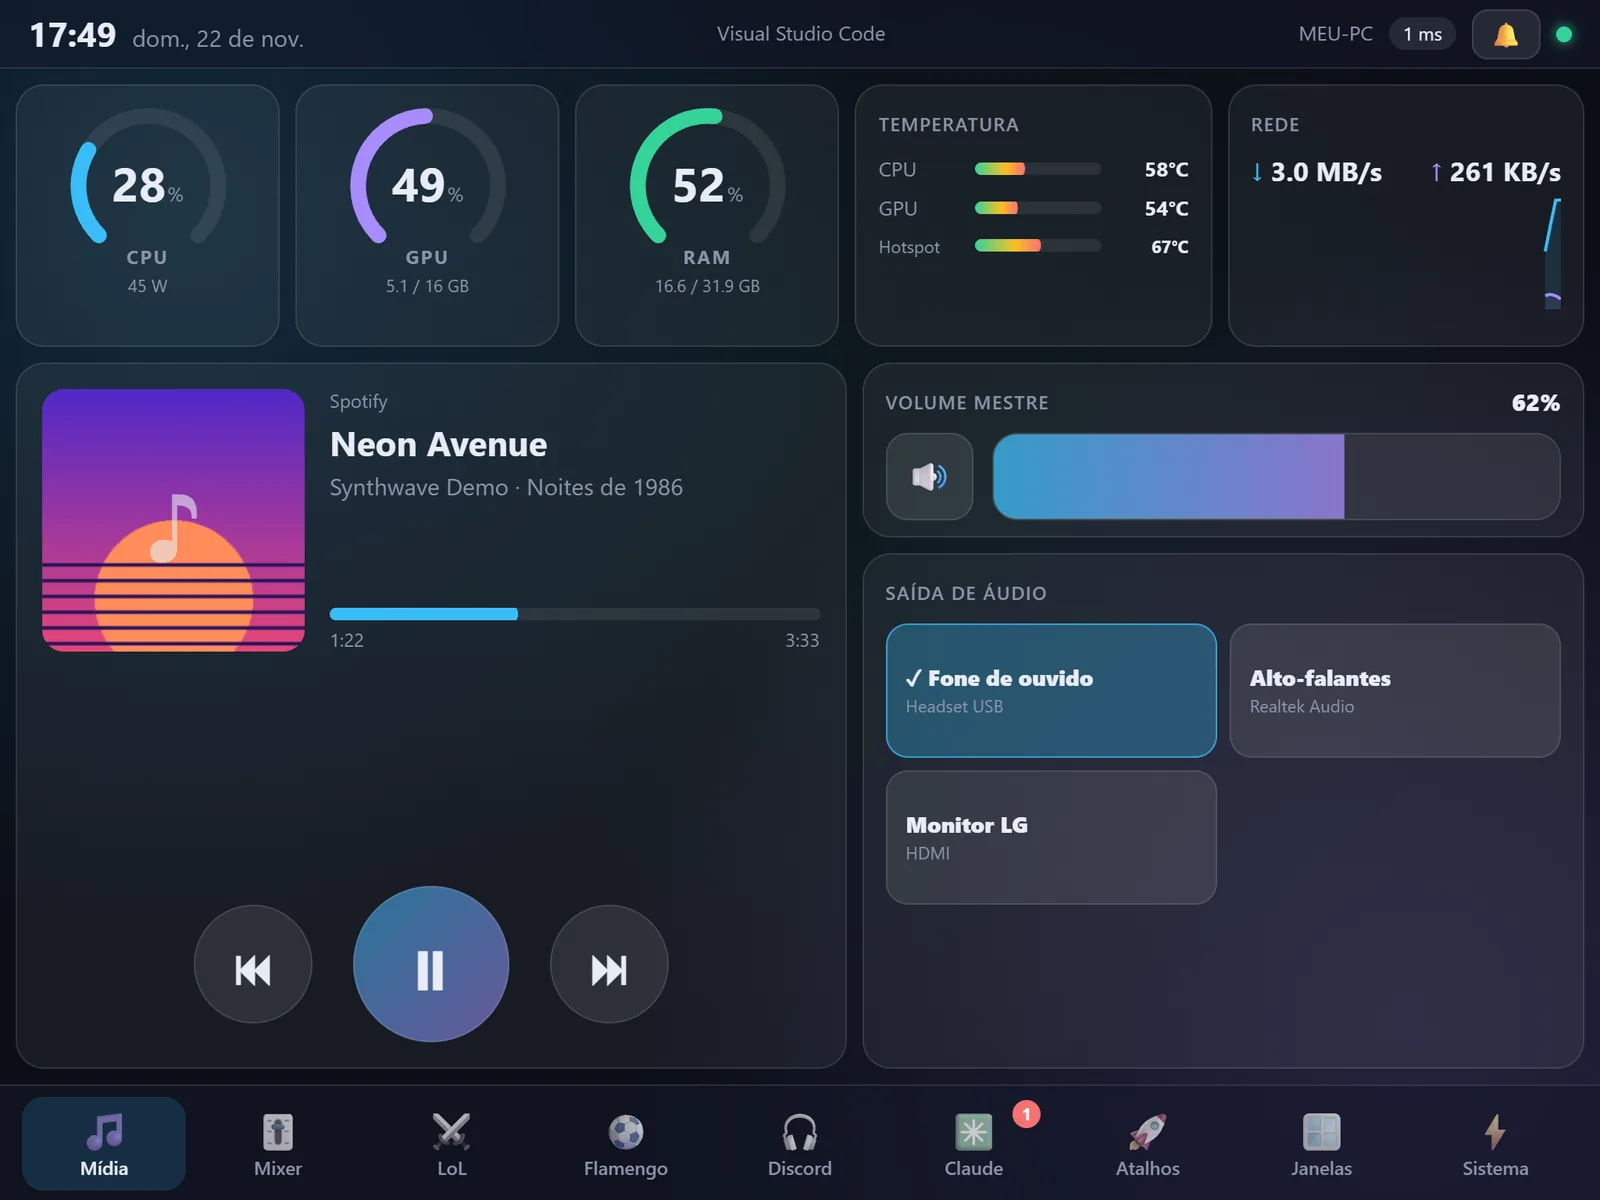 17:49 dom., 22 de nov.
Visual Studio Code
MEU-PC 1 ms
28%
CPU
45 W
49%
GPU
5.1 / 16 GB
52%
RAM
16.6 / 31.9 GB
TEMPERATURA
CPU 58°C
GPU 54°C
Hotspot 67°C
REDE
↓ 3.0 MB/s ↑ 261 KB/s
Spotify
Neon Avenue
Synthwave Demo · Noites de 1986
1:22 3:33
VOLUME MESTRE 62%
SAÍDA DE ÁUDIO
✓ Fone de ouvido
Headset USB
Alto-falantes
Realtek Audio
Monitor LG
HDMI
Mídia
Mixer
LoL
Flamengo
Discord
Claude
1
Atalhos
Janelas
Sistema